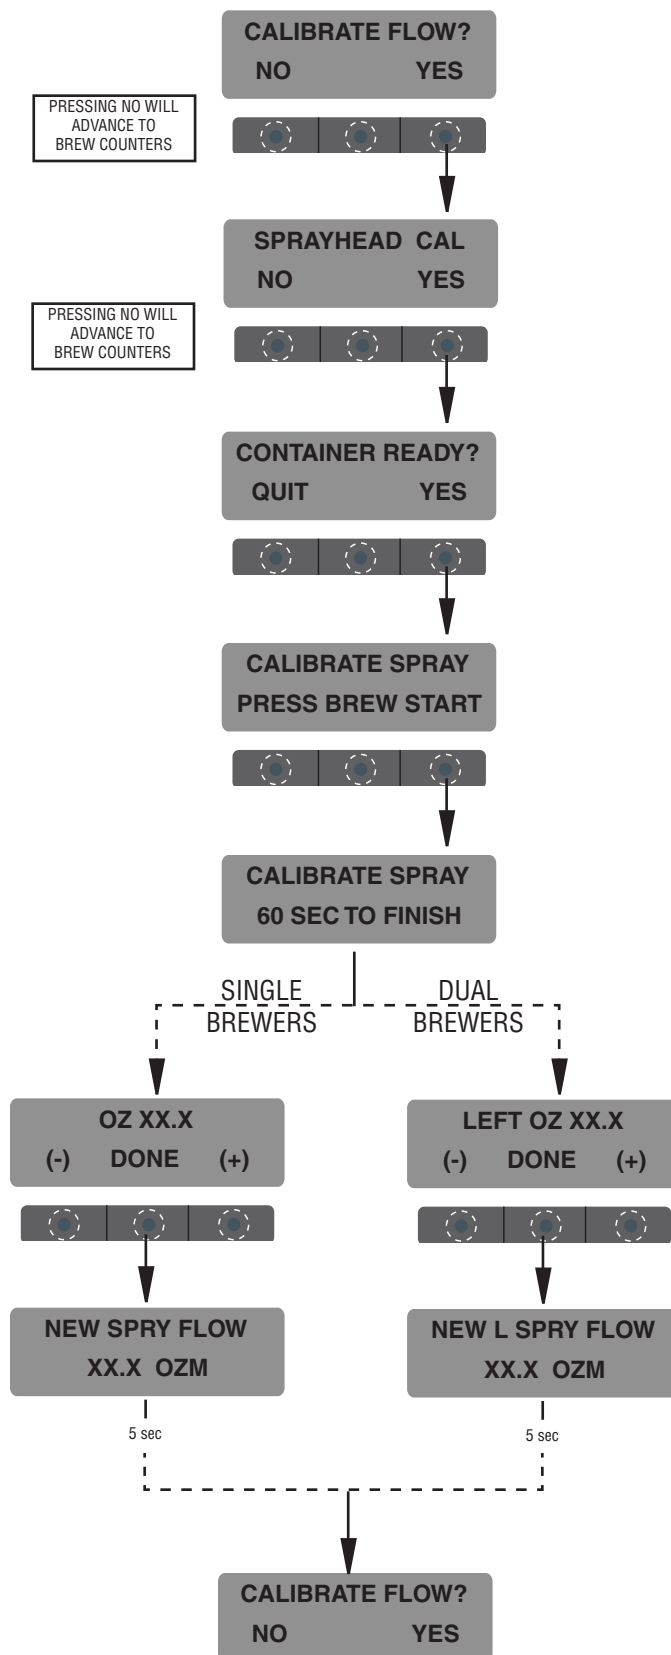 CALIBRATE FLOW?
NO YES
PRESSING NO WILL
ADVANCE TO
BREW COUNTERS
SPRAYHEAD CAL
NO YES
PRESSING NO WILL
ADVANCE TO
BREW COUNTERS
CONTAINER READY?
QUIT YES
CALIBRATE SPRAY
PRESS BREW START
CALIBRATE SPRAY
60 SEC TO FINISH
SINGLE
BREWERS
DUAL
BREWERS
OZ XX.X
(-) DONE (+)
LEFT OZ XX.X
(-) DONE (+)
NEW SPRY FLOW
XX.X OZM
NEW L SPRY FLOW
XX.X OZM
5 sec
5 sec
CALIBRATE FLOW?
NO YES